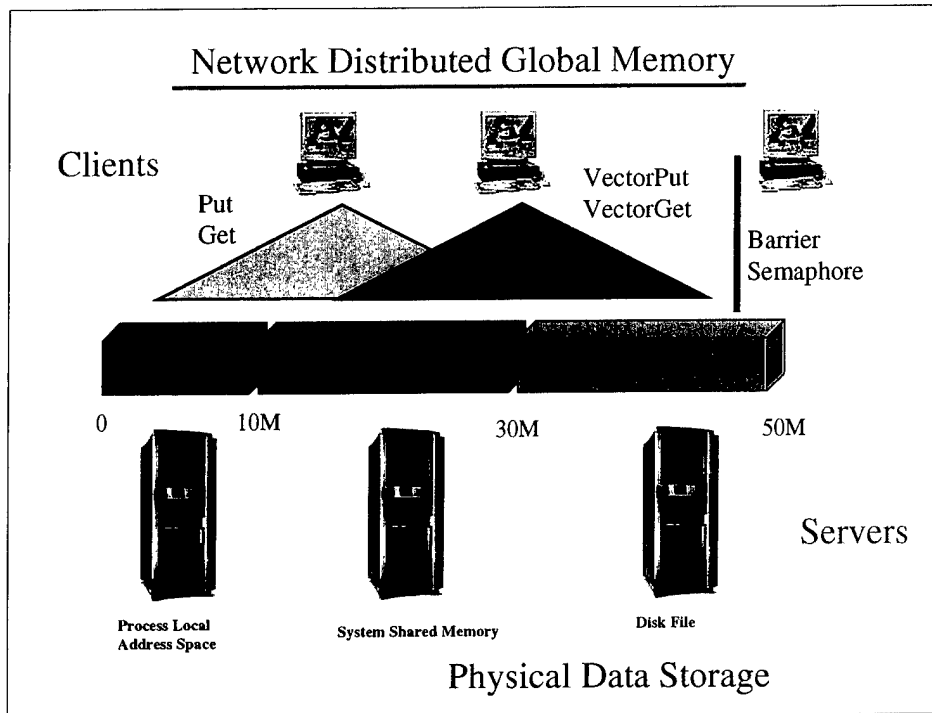 Network Distributed Global Memory
Clients
Put
Get
VectorPut
VectorGet
Barrier
Semaphore
0
10M
30M
50M
Servers
Process Local
Address Space
System Shared Memory
Disk File
Physical Data Storage